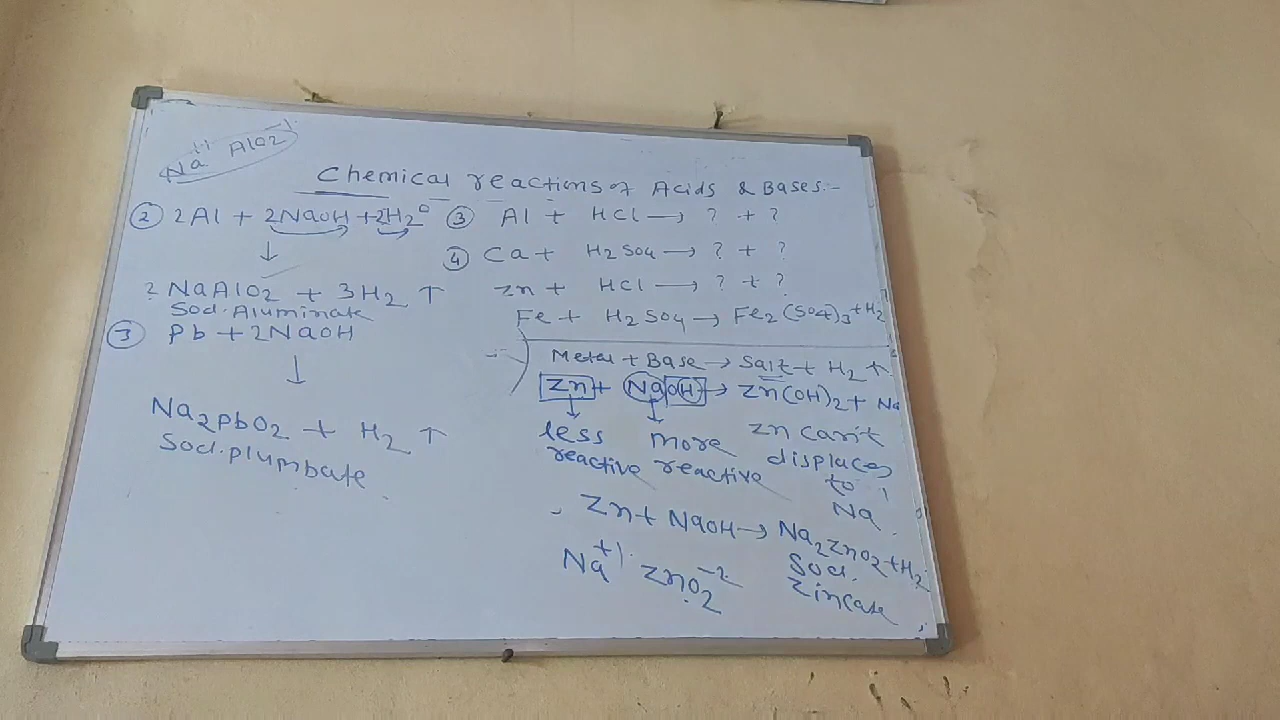 Na+1 AlO2-1
Chemical reactions of Acids & Bases:-
② 2Al + 2NaOH + 2H2O
↓
2NaAlO2 + 3H2 ↑
Sod. Aluminate
③ Pb + 2NaOH
↓
Na2PbO2 + H2 ↑
Sod. plumbate
③ Al + HCl → ? + ?
④ Ca + H2SO4 → ? + ?
Zn + HCl → ? + ?
Fe + H2SO4 → Fe2(SO4)3 + H2
Metal + Base → Salt + H2 ↑
Zn + NaOH → Zn(OH)2 + Na
↓ ↓
less more Zn can't
reactive reactive displaces
to
Na
Zn + NaOH → Na2ZnO2 + H2
Na+1 ZnO2-2 Sod.
Zincate